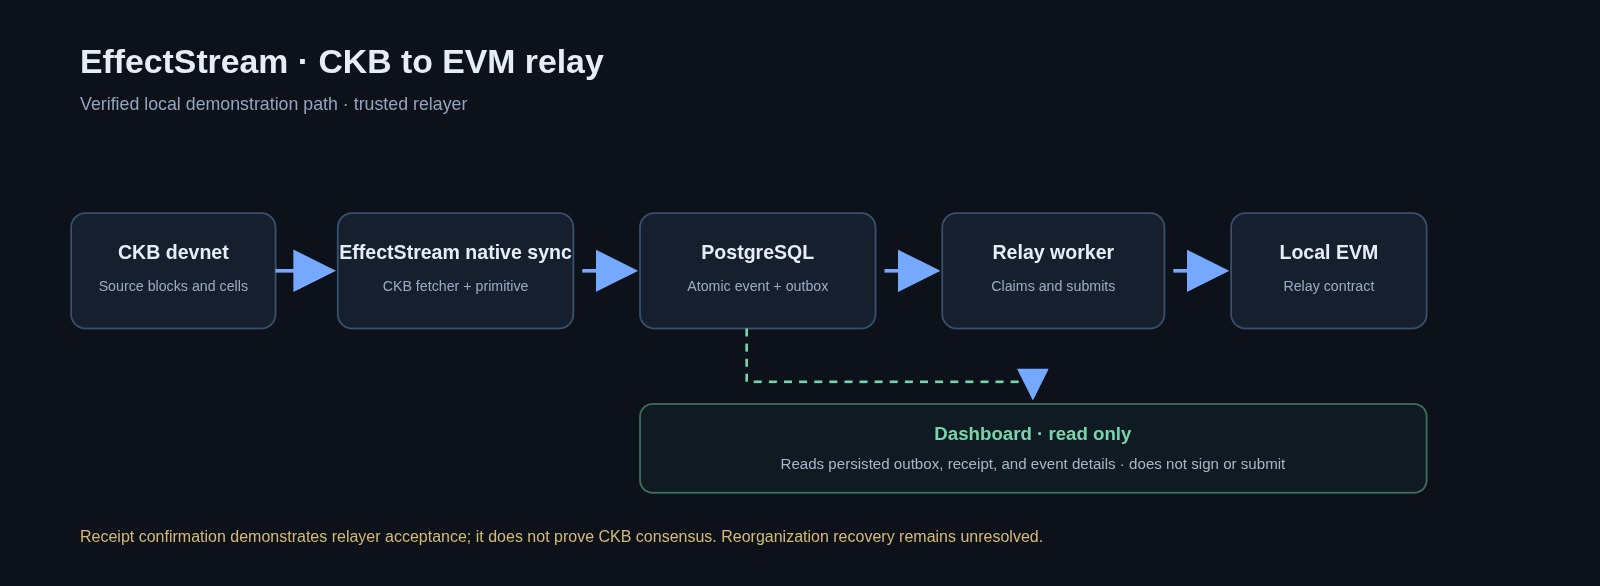 EffectStream · CKB to EVM relay
Verified local demonstration path · trusted relayer
CKB devnet
Source blocks and cells
EffectStream native sync
CKB fetcher + primitive
PostgreSQL
Atomic event + outbox
Relay worker
Claims and submits
Local EVM
Relay contract
Dashboard · read only
Reads persisted outbox, receipt, and event details · does not sign or submit
Receipt confirmation demonstrates relayer acceptance; it does not prove CKB consensus. Reorganization recovery remains unresolved.